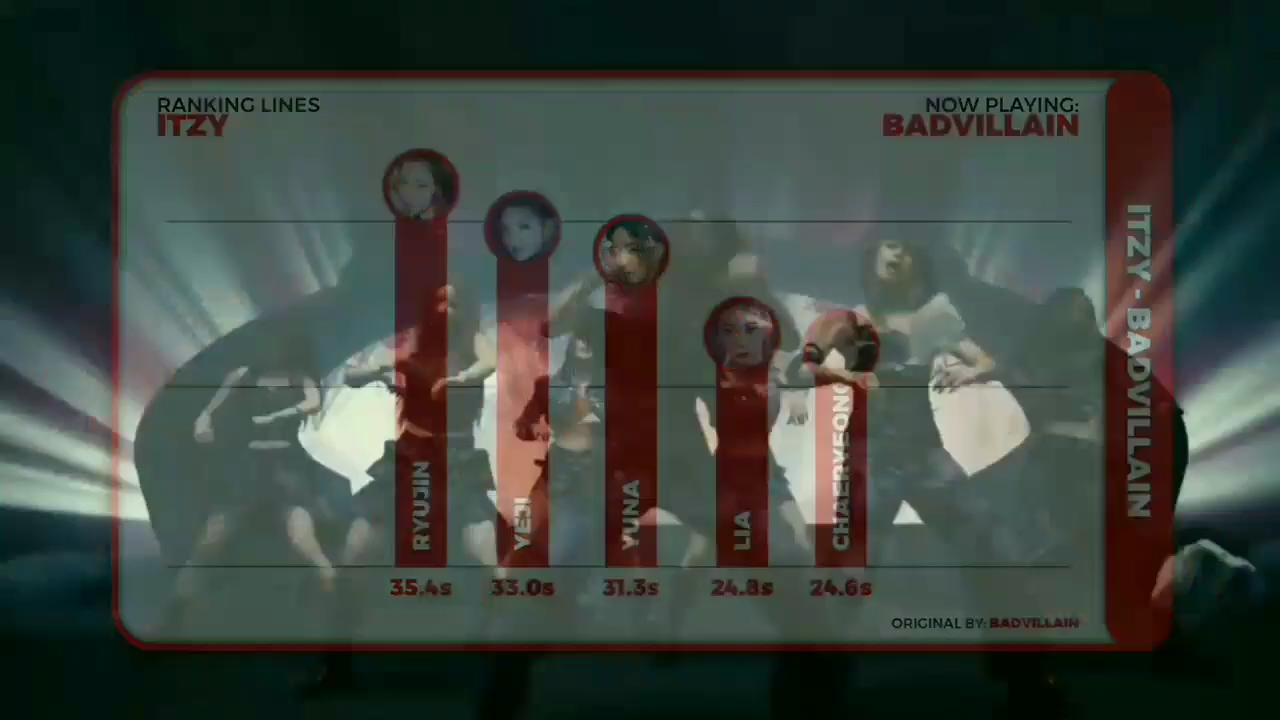 RANKING LINES
ITZY
NOW PLAYING:
BADVILLAIN
RYUJIN
YEJI
YUNA
LIA
CHAERYEONG
35.4s
33.0s
31.3s
24.8s
24.6s
ORIGINAL BY: BADVILLAIN
ITZY - BADVILLAIN